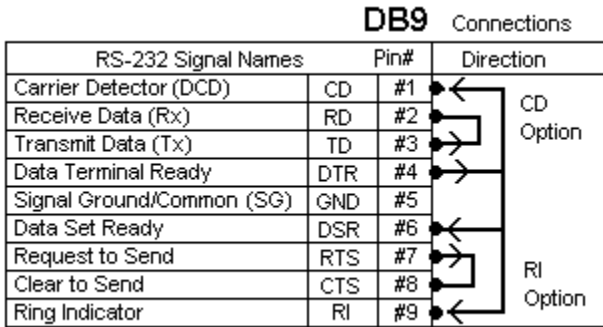 DB9 Connections
RS-232 Signal Names Pin# Direction
Carrier Detector (DCD) CD #1
CD
Receive Data (Rx) RD #2
Option
Transmit Data (Tx) TD #3
Data Terminal Ready DTR #4
Signal Ground/Common (SG) GND #5
Data Set Ready DSR #6
Request to Send RTS #7
RI
Clear to Send CTS #8
Option
Ring Indicator RI #9